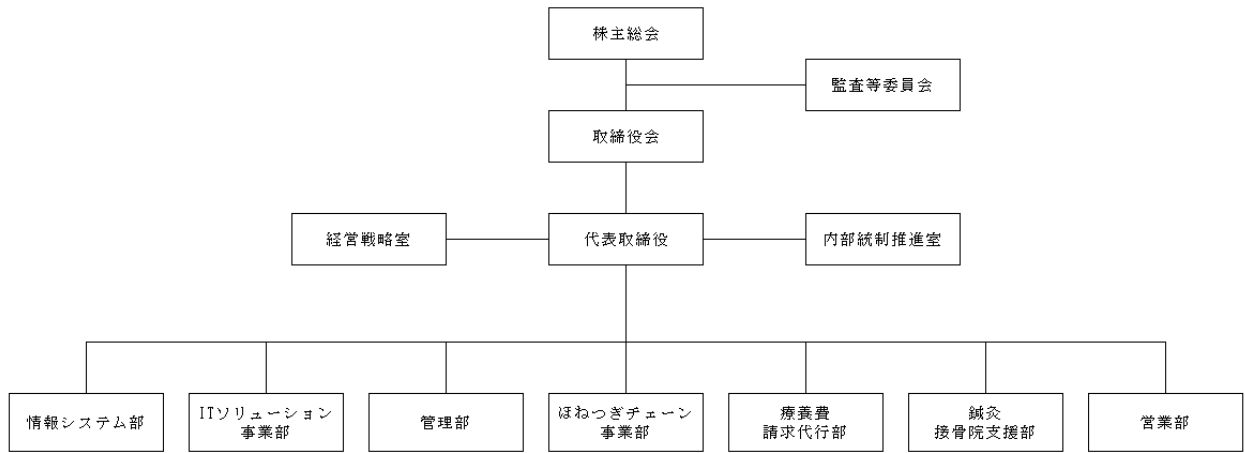 株主総会
監査等委員会
取締役会
経営戦略室
代表取締役
内部統制推進室
情報システム部
ITソリューション
事業部
管理部
ほねつぎチェーン
事業部
療養費
請求代行部
鍼灸
接骨院支援部
営業部